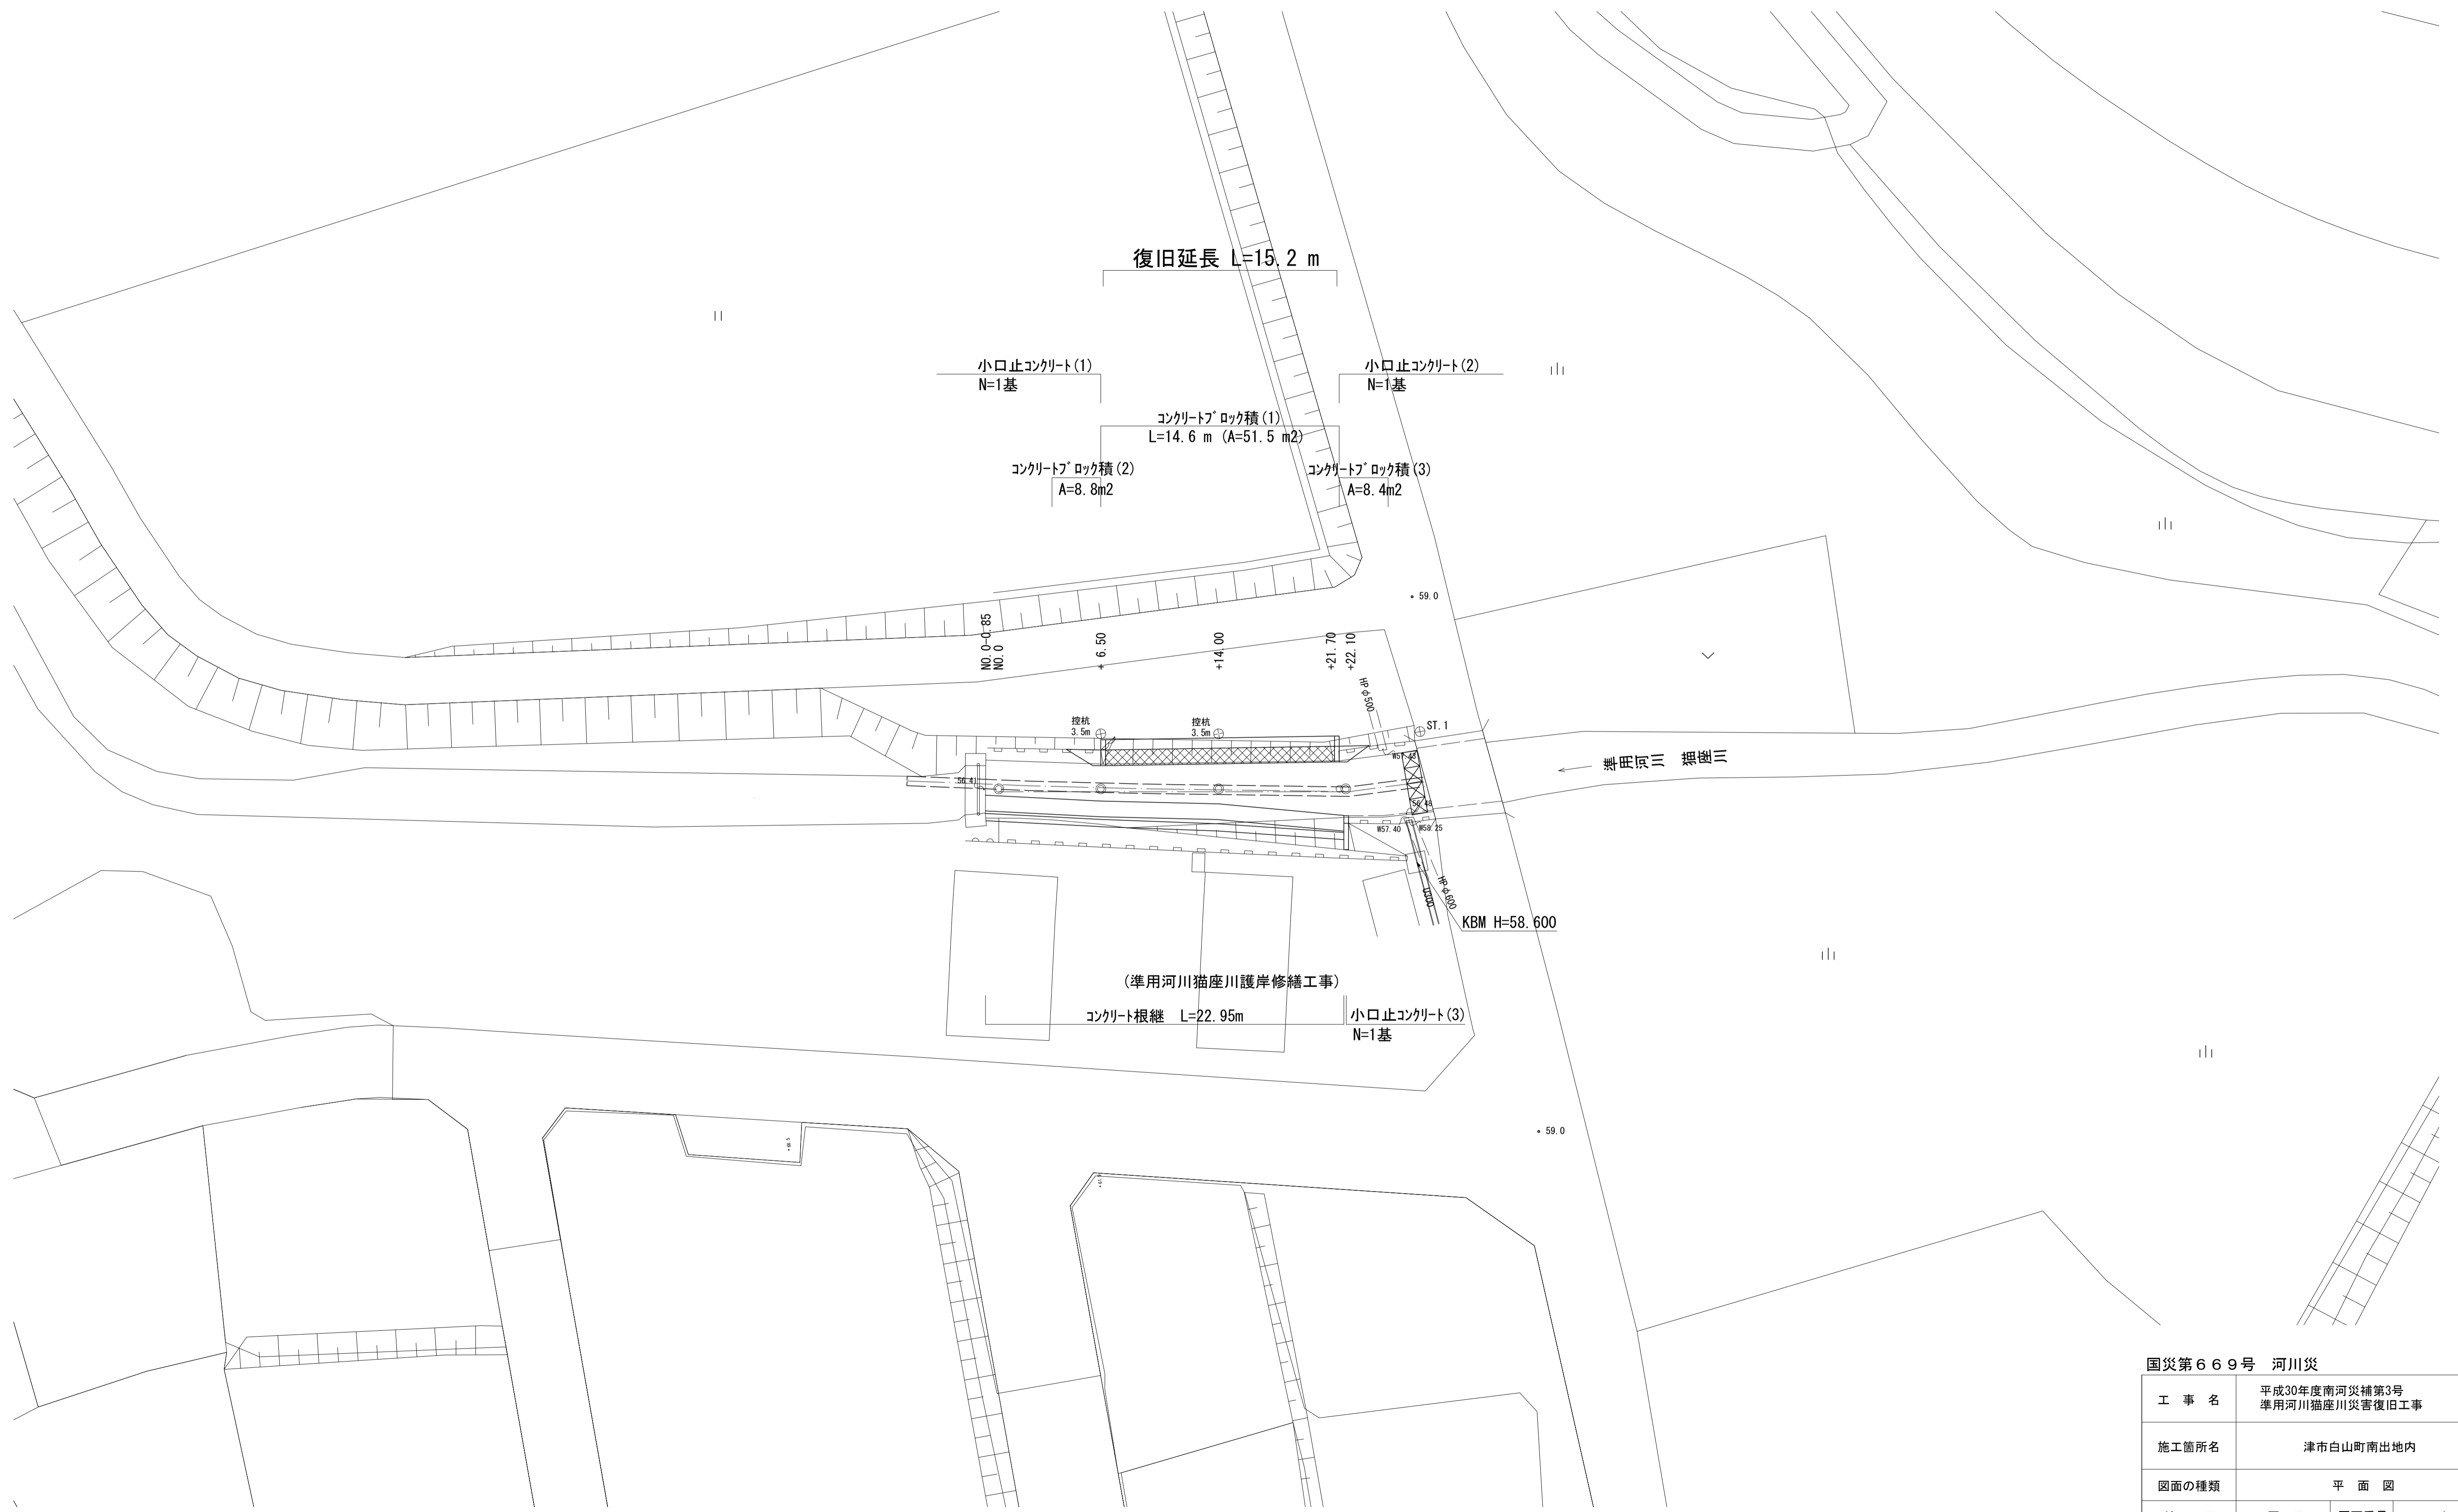 復旧延長 L=15.2 m
小口止コンクリート(1)
N=1基
小口止コンクリート(2)
N=1基
コンクリートブロック積(1)
L=14.6 m (A=51.5 m2)
コンクリートブロック積(2)
A=8.8m2
コンクリートブロック積(3)
A=8.4m2
59.0
NO.0-0.85
NO.0
+ 6.50
+14.00
+21.70
+22.10
HPφ500
控杭
3.5m
控杭
3.5m
ST.1
W57.43
準用河川 猫座川
56.41
56.48
W57.40
W58.25
U300
HPφ600
KBM H=58.600
(準用河川猫座川護岸修繕工事)
コンクリート根継 L=22.95m
小口止コンクリート(3)
N=1基
59.0
国災第669号 河川災
工 事 名
平成30年度南河災補第3号
準用河川猫座川災害復旧工事
施工箇所名
津市白山町南出地内
図面の種類
平 面 図